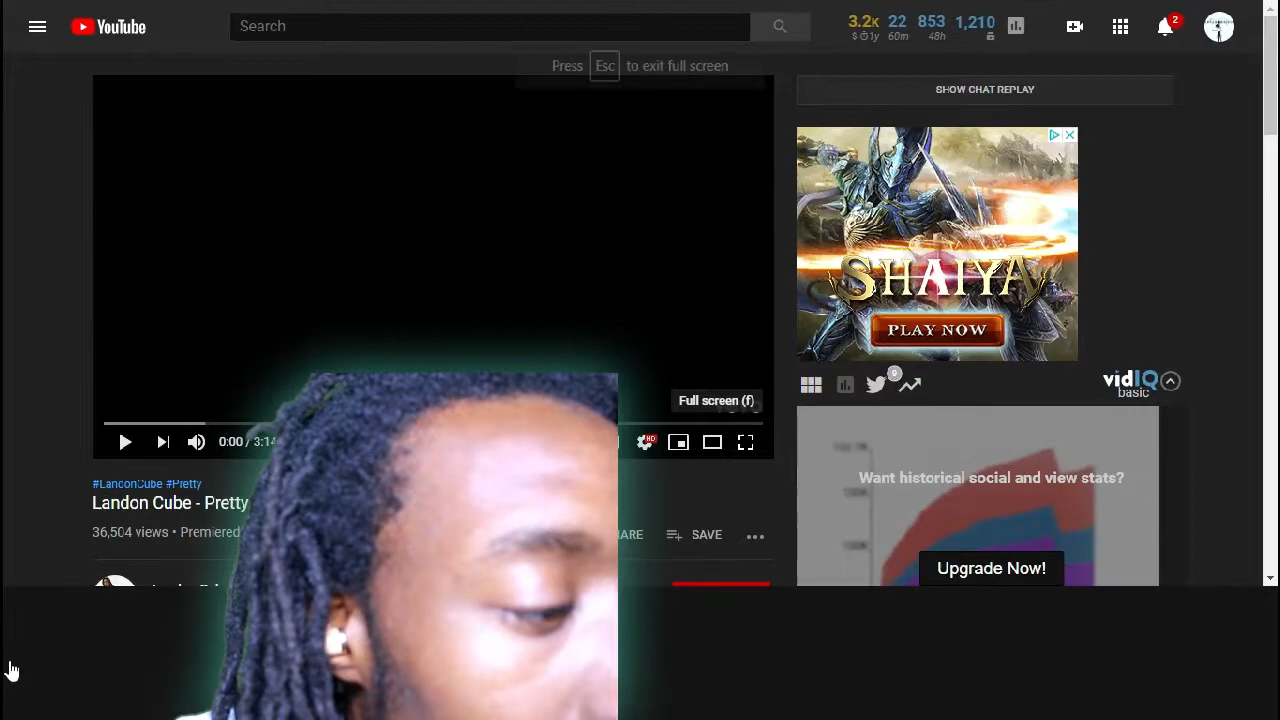 YouTube
Search
3.2K 22 853 1,210
$ 1y 60m 48h
2
Press Esc to exit full screen
SHOW CHAT REPLAY
SHAIYA
PLAY NOW
0
vidIQ
basic
Full screen (f)
0:00 / 3:14
HD
#LandonCube #Pretty
Landon Cube - Pretty
36,504 views • Premiered
SAVE
Want historical social and view stats?
Upgrade Now!